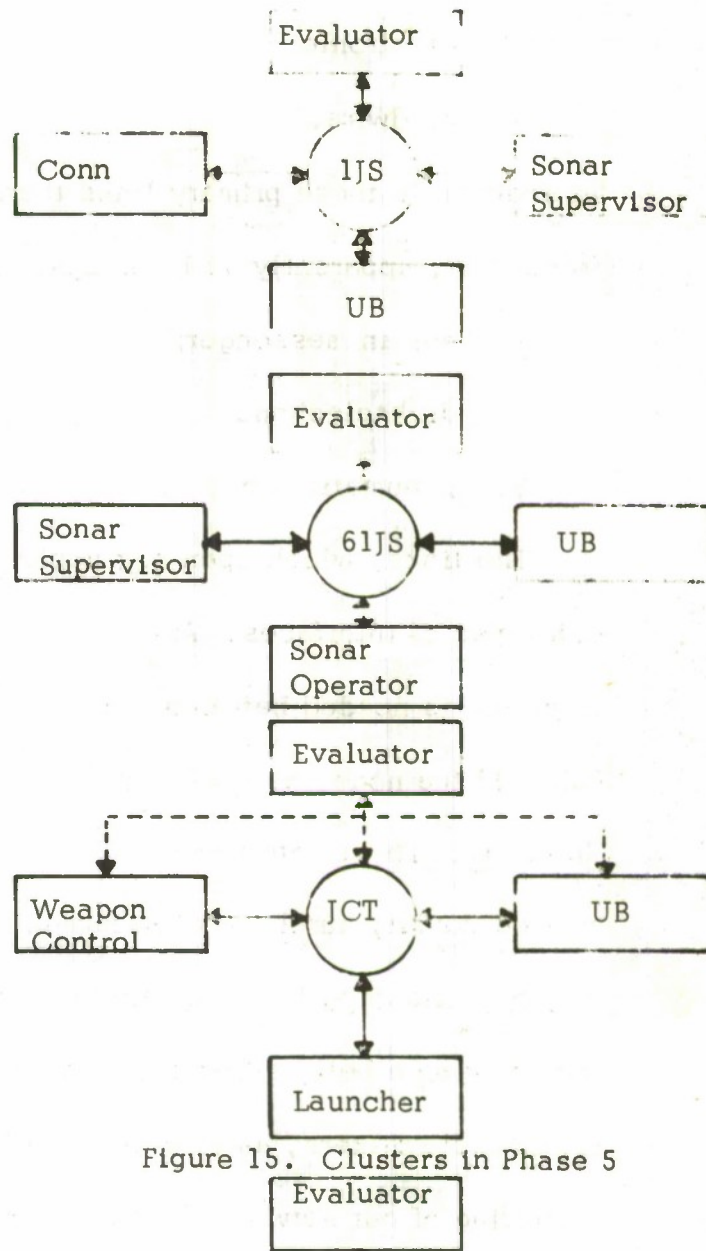 Evaluator
Conn
1JS
Sonar
Supervisor
UB
Evaluator
Sonar
Supervisor
61JS
UB
Sonar
Operator
Evaluator
Weapon
Control
JCT
UB
Launcher
Figure 15. Clusters in Phase 5
Evaluator